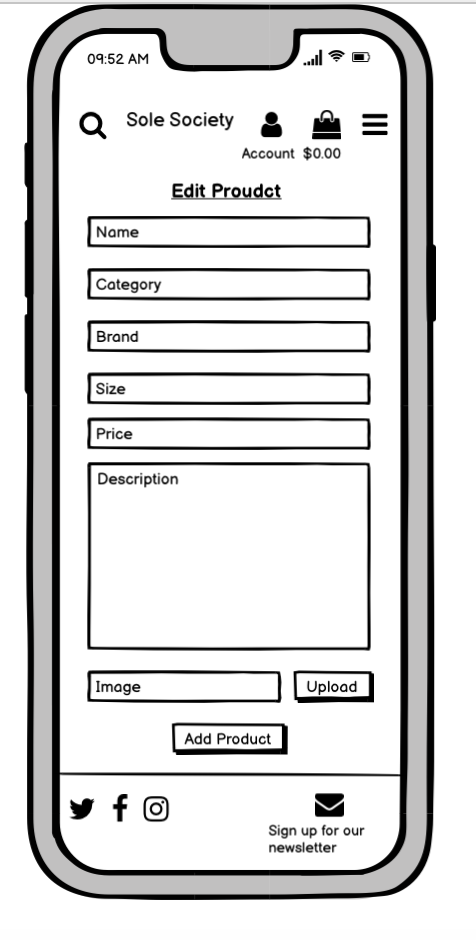 09:52 AM
Sole Society
Account $0.00
Edit Proudct
Name
Category
Brand
Size
Price
Description
Image
Upload
Add Product
Sign up for our
newsletter